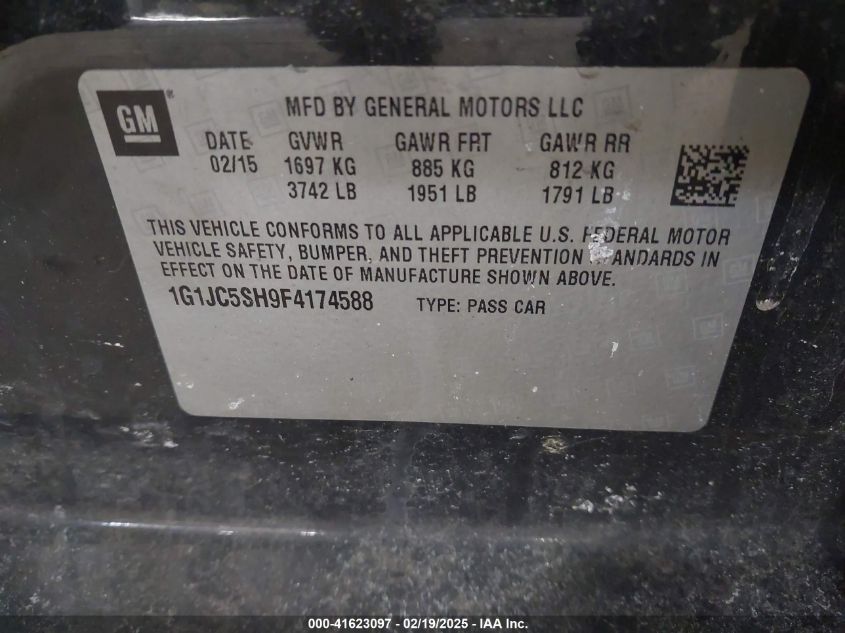 GM®
MFD BY GENERAL MOTORS LLC
DATE GVWR GAWR FRT GAWR RR
02/15 1697 KG 885 KG 812 KG
3742 LB 1951 LB 1791 LB
THIS VEHICLE CONFORMS TO ALL APPLICABLE U.S. FEDERAL MOTOR
VEHICLE SAFETY, BUMPER, AND THEFT PREVENTION STANDARDS IN
EFFECT ON THE DATE OF MANUFACTURE SHOWN ABOVE.
1G1JC5SH9F4174588 TYPE: PASS CAR
000-41623097 - 02/19/2025 - IAA Inc.